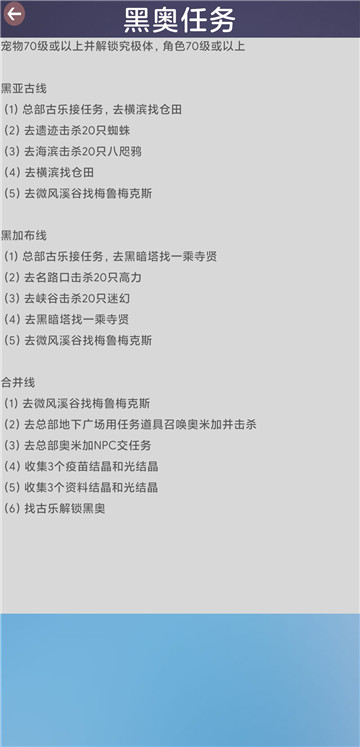 黑奥任务
宠物70级或以上并解锁究极体，角色70级或以上
黑亚古线
(1) 总部古乐接任务，去横滨找仓田
(2) 去遗迹击杀20只蜘蛛
(3) 去海滨击杀20只八咫鸦
(4) 去横滨找仓田
(5) 去微风溪谷找梅鲁梅克斯
黑加布线
(1) 总部古乐接任务，去黑暗塔找一乘寺贤
(2) 去名路口击杀20只高力
(3) 去峡谷击杀20只迷幻
(4) 去黑暗塔找一乘寺贤
(5) 去微风溪谷找梅鲁梅克斯
合并线
(1) 去微风溪谷找梅鲁梅克斯
(2) 去总部地下广场用任务道具召唤奥米加并击杀
(3) 去总部奥米加NPC交任务
(4) 收集3个疫苗结晶和光结晶
(5) 收集3个资料结晶和光结晶
(6) 找古乐解锁黑奥